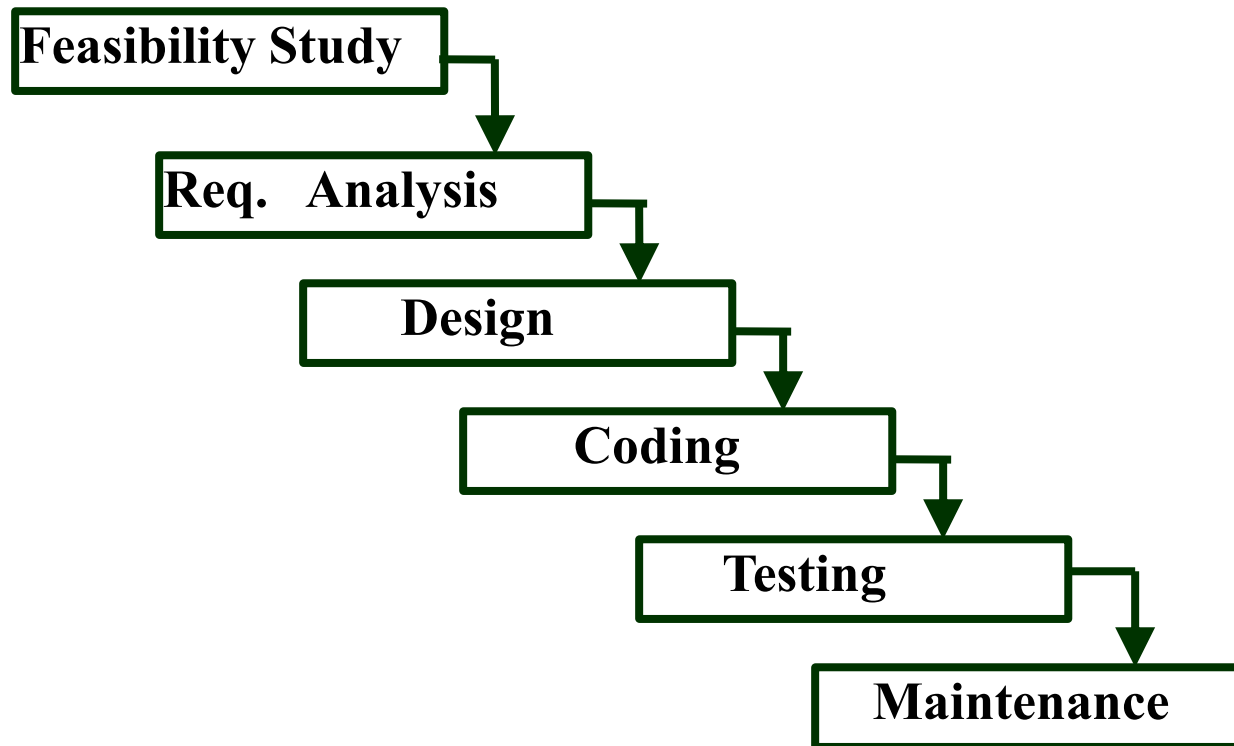 Feasibility Study
Req. Analysis
Design
Coding
Testing
Maintenance